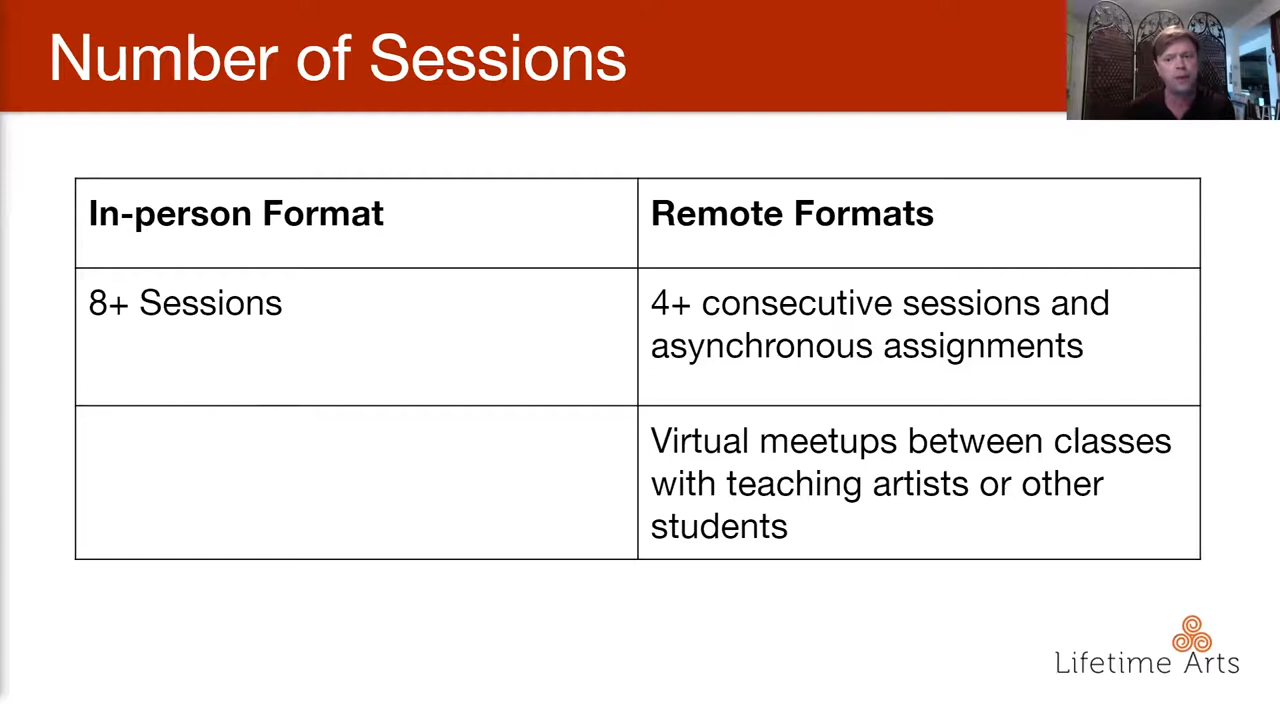 Number of Sessions
In-person Format
Remote Formats
8+ Sessions
4+ consecutive sessions and
asynchronous assignments
Virtual meetups between classes
with teaching artists or other
students
Lifetime Arts